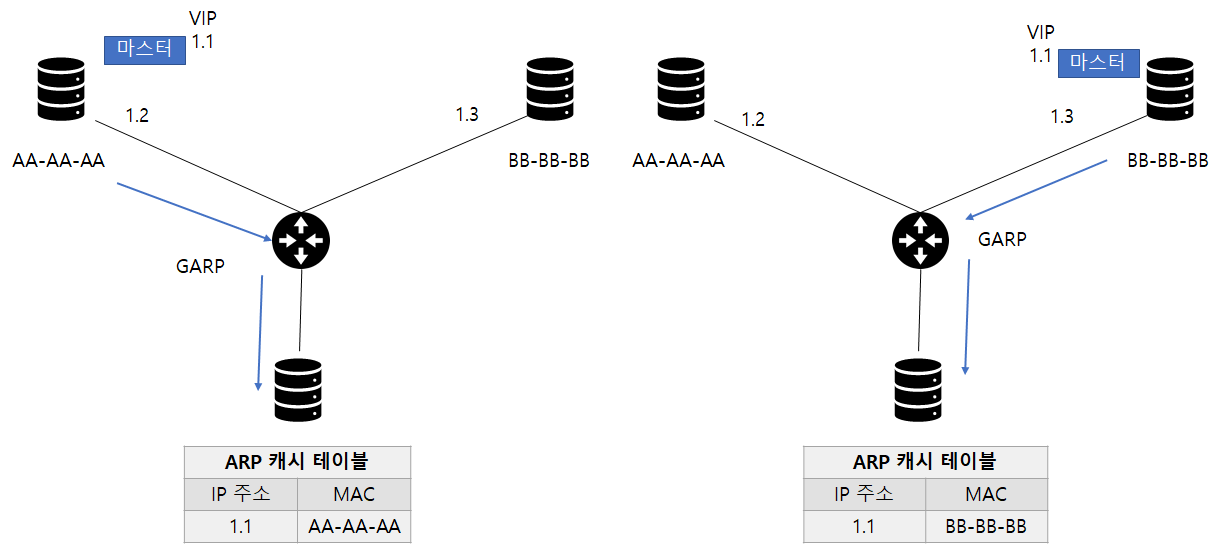 VIP
마스터 1.1
1.2
1.3
AA-AA-AA
BB-BB-BB
GARP
ARP 캐시 테이블
IP 주소 MAC
1.1 AA-AA-AA
VIP
1.1 마스터
1.2
1.3
AA-AA-AA
BB-BB-BB
GARP
ARP 캐시 테이블
IP 주소 MAC
1.1 BB-BB-BB